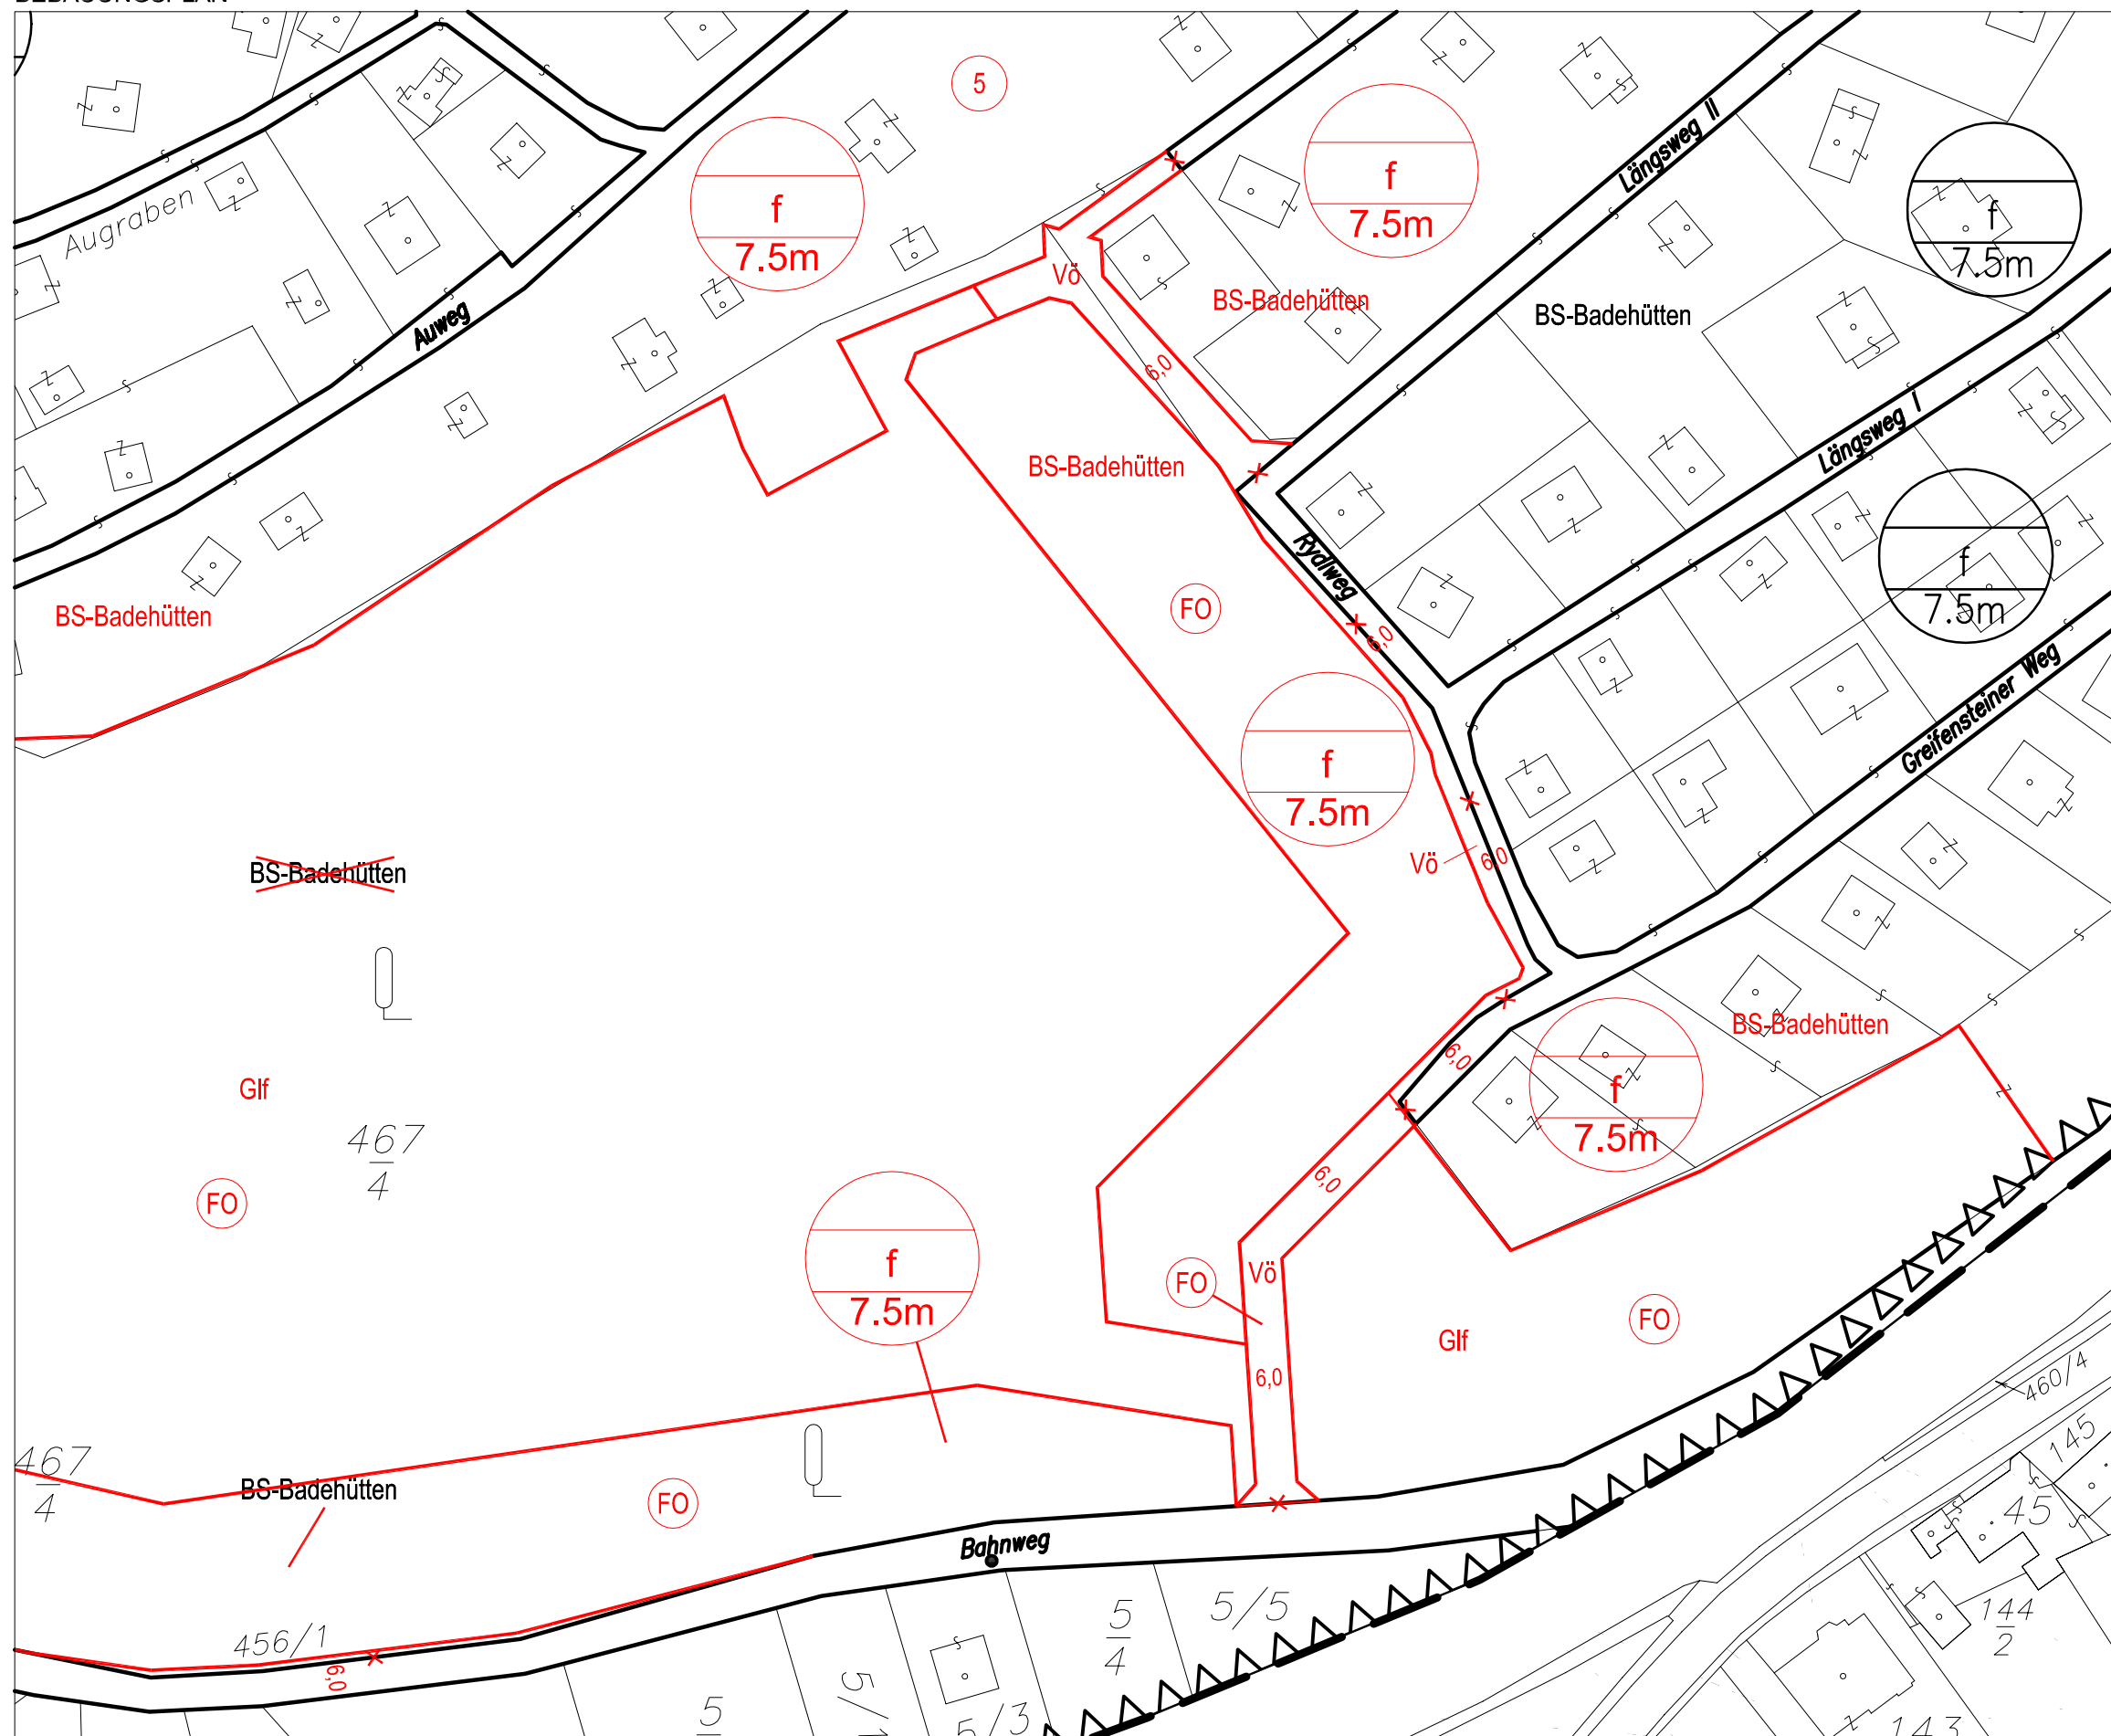 5
f
7.5m
f
7.5m
Längsweg II
f
7.5m
Augraben
Vö
BS-Badehütten
BS-Badehütten
Auweg
6,0
Längsweg I
BS-Badehütten
f
7.5m
Rydlweg
FO
BS-Badehütten
6,0
Greifensteiner Weg
f
7.5m
Vö
6,0
BS-Badehütten
BS-Badehütten
6,0
f
7.5m
Glf
467
4
6,0
FO
f
7.5m
FO
Vö
Glf
FO
6,0
460/4
145
467
4
BS-Badehütten
FO
45
Bahnweg
456/1
6,0
5/5
5
4
144
2
5
5/1
5/3
143